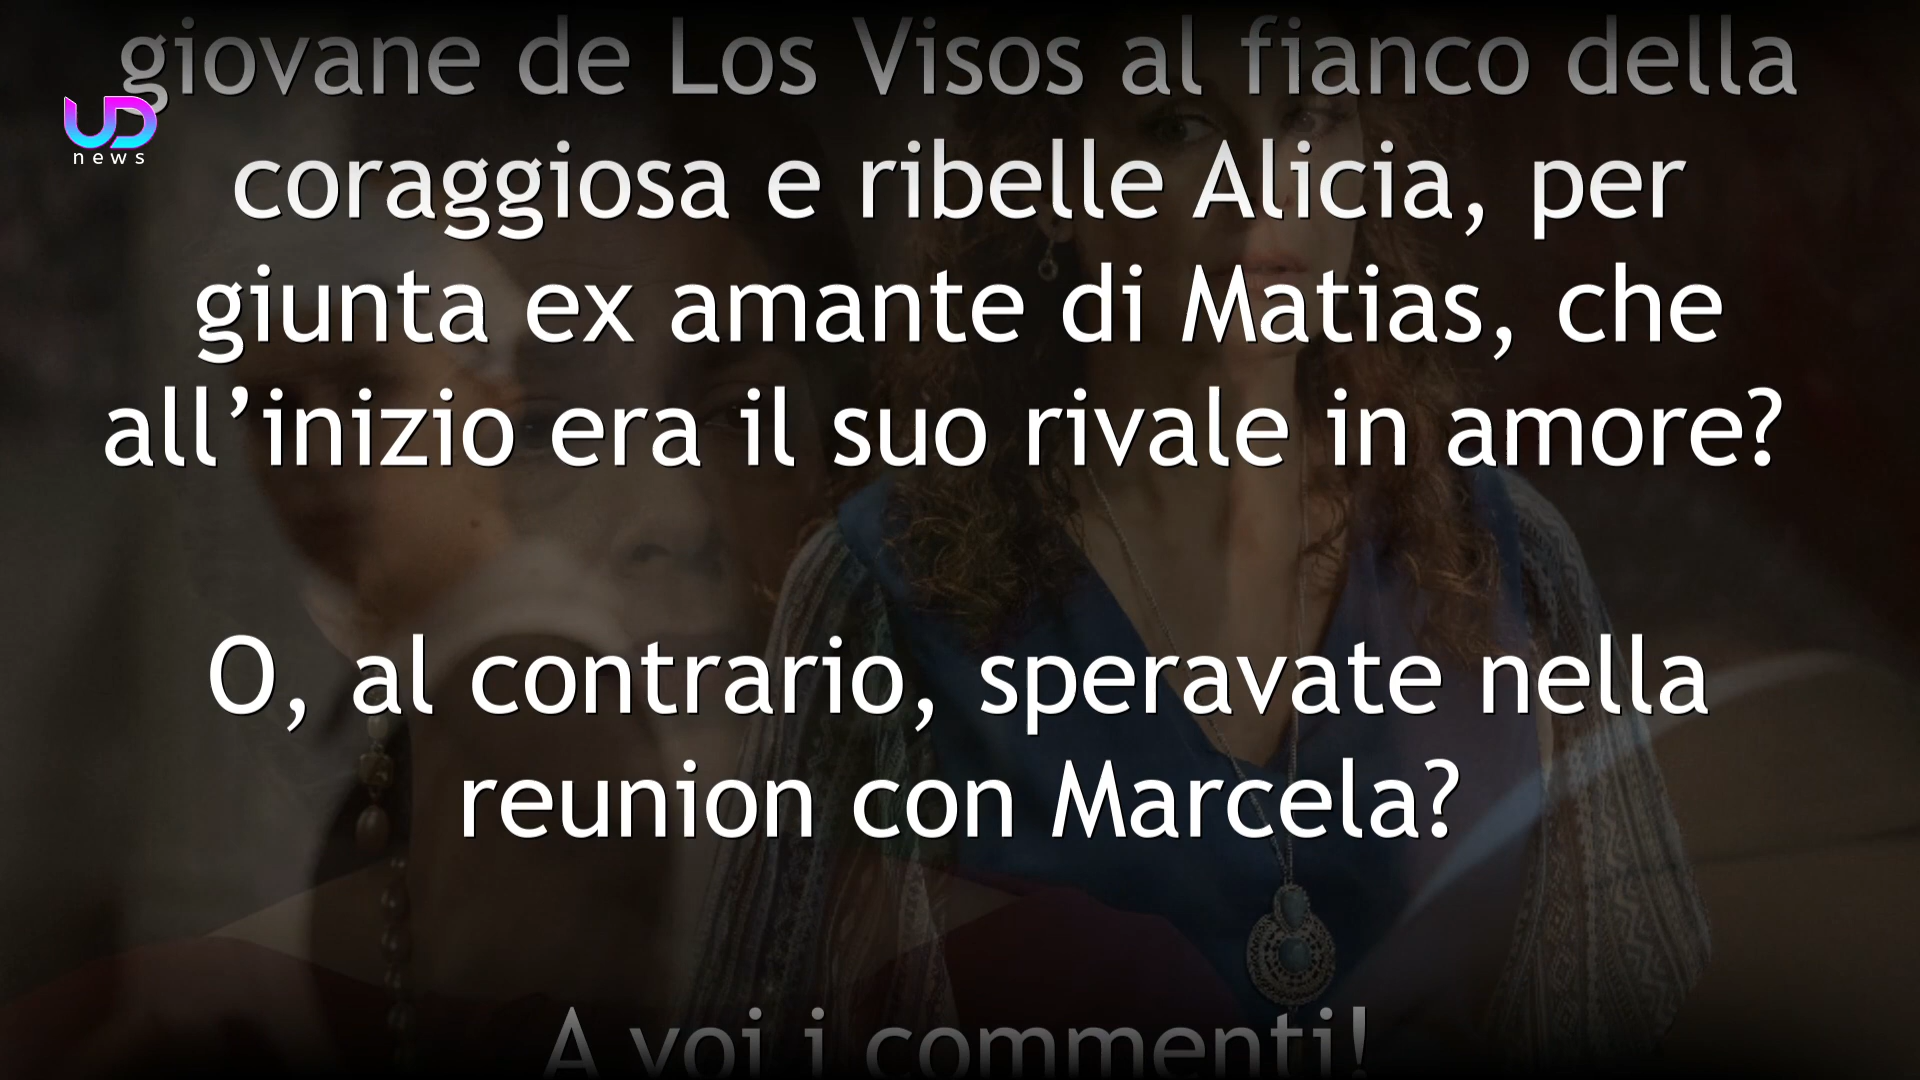 giovane de Los Visos al fianco della
UD
news
coraggiosa e ribelle Alicia, per
giunta ex amante di Matias, che
all’inizio era il suo rivale in amore?
O, al contrario, speravate nella
reunion con Marcela?
A voi i commenti!